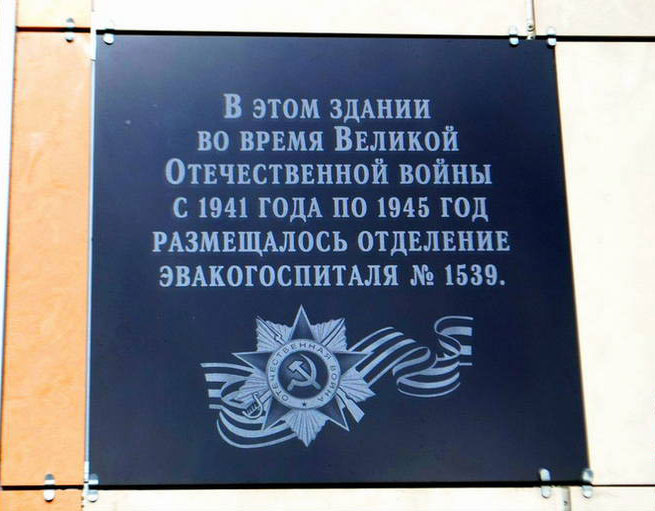 В ЭТОМ ЗДАНИИ
ВО ВРЕМЯ ВЕЛИКОЙ
ОТЕЧЕСТВЕННОЙ ВОЙНЫ
С 1941 ГОДА ПО 1945 ГОД
РАЗМЕЩАЛОСЬ ОТДЕЛЕНИЕ
ЭВАКОГОСПИТАЛЯ № 1539.
ОТЕЧЕСТВЕННАЯ ВОЙНА